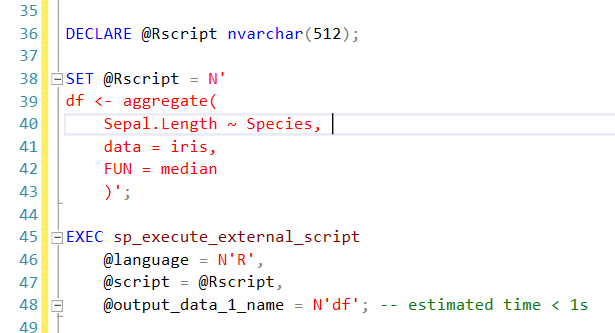 35
36 DECLARE @Rscript nvarchar(512);
37
38 SET @Rscript = N'
39 df <- aggregate(
40 Sepal.Length ~ Species,
41 data = iris,
42 FUN = median
43 )';
44
45 EXEC sp_execute_external_script
46 @language = N'R',
47 @script = @Rscript,
48 @output_data_1_name = N'df'; -- estimated time < 1s
49